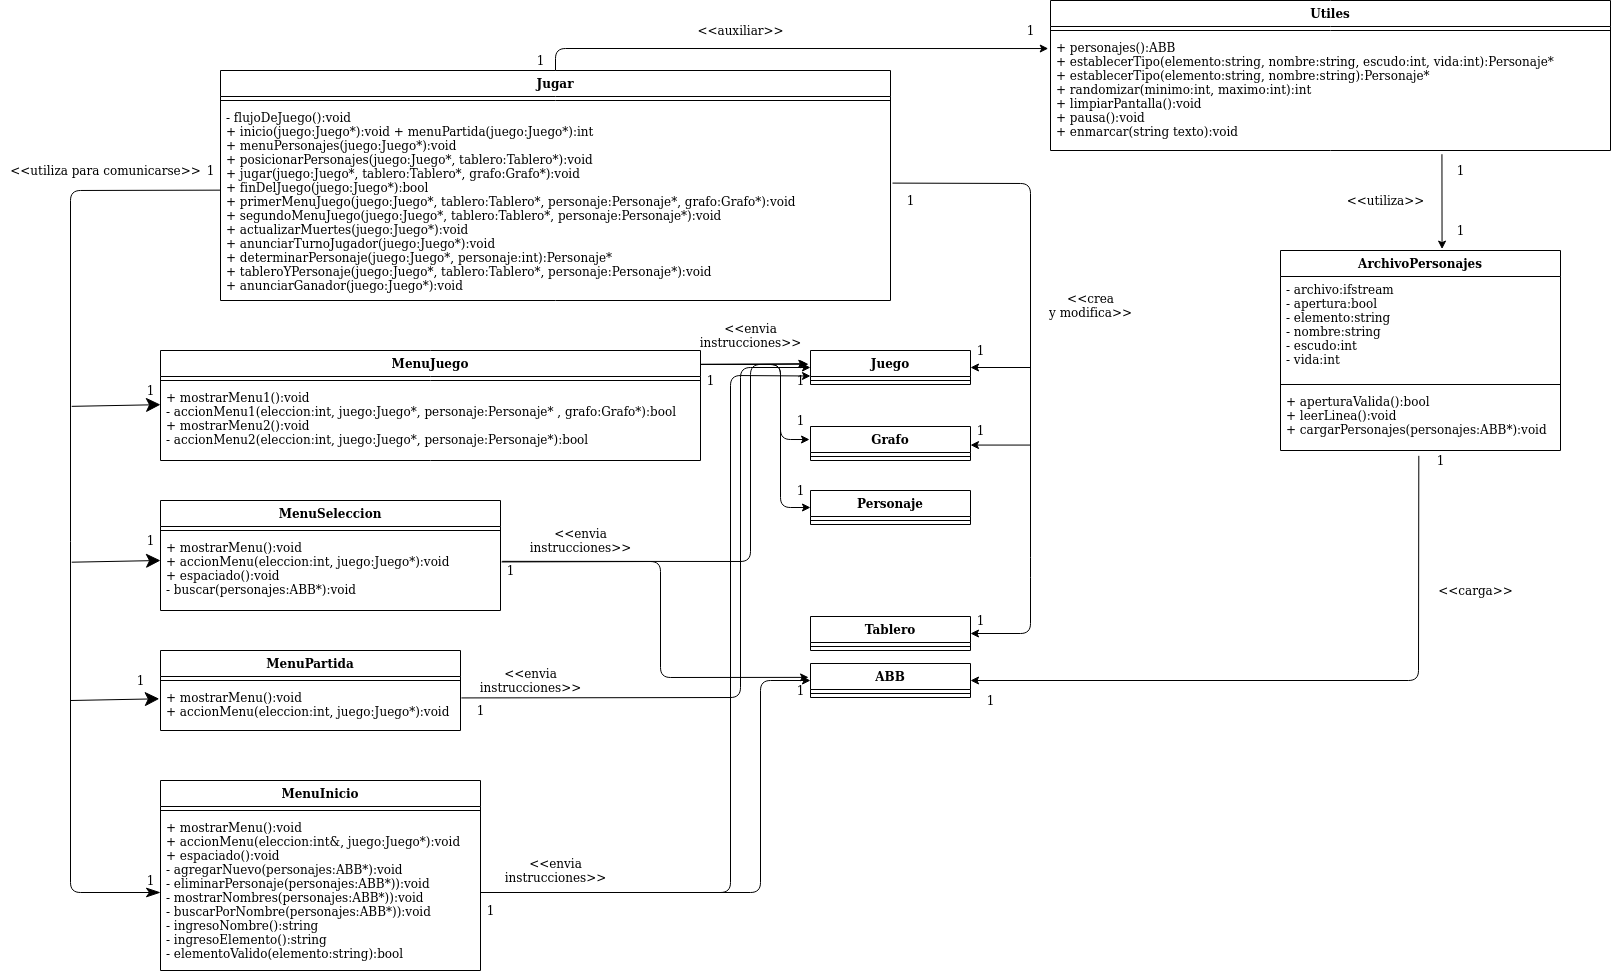 Utiles
+ personajes():ABB
+ establecerTipo(elemento:string, nombre:string, escudo:int, vida:int):Personaje*
+ establecerTipo(elemento:string, nombre:string):Personaje*
+ randomizar(minimo:int, maximo:int):int
+ limpiarPantalla():void
+ pausa():void
+ enmarcar(string texto):void
<<auxiliar>>
1
1
Jugar
- flujoDeJuego():void
+ inicio(juego:Juego*):void + menuPartida(juego:Juego*):int
+ menuPersonajes(juego:Juego*):void
+ posicionarPersonajes(juego:Juego*, tablero:Tablero*):void
+ jugar(juego:Juego*, tablero:Tablero*, grafo:Grafo*):void
+ finDelJuego(juego:Juego*):bool
+ primerMenuJuego(juego:Juego*, tablero:Tablero*, personaje:Personaje*, grafo:Grafo*):void
+ segundoMenuJuego(juego:Juego*, tablero:Tablero*, personaje:Personaje*):void
+ actualizarMuertes(juego:Juego*):void
+ anunciarTurnoJugador(juego:Juego*):void
+ determinarPersonaje(juego:Juego*, personaje:int):Personaje*
+ tableroYPersonaje(juego:Juego*, tablero:Tablero*, personaje:Personaje*):void
+ anunciarGanador(juego:Juego*):void
<<utiliza para comunicarse>>
1
1
<<crea
y modifica>>
1
<<utiliza>>
1
ArchivoPersonajes
- archivo:ifstream
- apertura:bool
- elemento:string
- nombre:string
- escudo:int
- vida:int
+ aperturaValida():bool
+ leerLinea():void
+ cargarPersonajes(personajes:ABB*):void
1
<<carga>>
1
MenuJuego
+ mostrarMenu1():void
- accionMenu1(eleccion:int, juego:Juego*, personaje:Personaje* , grafo:Grafo*):bool
+ mostrarMenu2():void
- accionMenu2(eleccion:int, juego:Juego*, personaje:Personaje*):bool
1
<<envia
instrucciones>>
1
1
Juego
1
1
Grafo
1
1
Personaje
Tablero
1
ABB
1
MenuSeleccion
+ mostrarMenu():void
+ accionMenu(eleccion:int, juego:Juego*):void
+ espaciado():void
- buscar(personajes:ABB*):void
1
<<envia
instrucciones>>
1
MenuPartida
+ mostrarMenu():void
+ accionMenu(eleccion:int, juego:Juego*):void
1
<<envia
instrucciones>>
1
MenuInicio
+ mostrarMenu():void
+ accionMenu(eleccion:int&, juego:Juego*):void
+ espaciado():void
- agregarNuevo(personajes:ABB*):void
- eliminarPersonaje(personajes:ABB*)):void
- mostrarNombres(personajes:ABB*)):void
- buscarPorNombre(personajes:ABB*)):void
- ingresoNombre():string
- ingresoElemento():string
- elementoValido(elemento:string):bool
1
<<envia
instrucciones>>
1